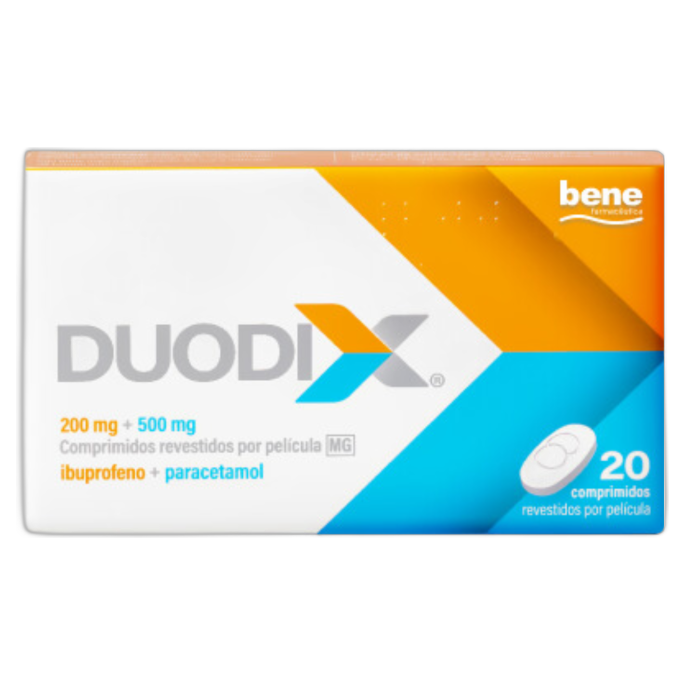 bene
farmacêutica
DUODIX®
200 mg + 500 mg
Comprimidos revestidos por película MG
ibuprofeno + paracetamol
20
comprimidos
revestidos por película